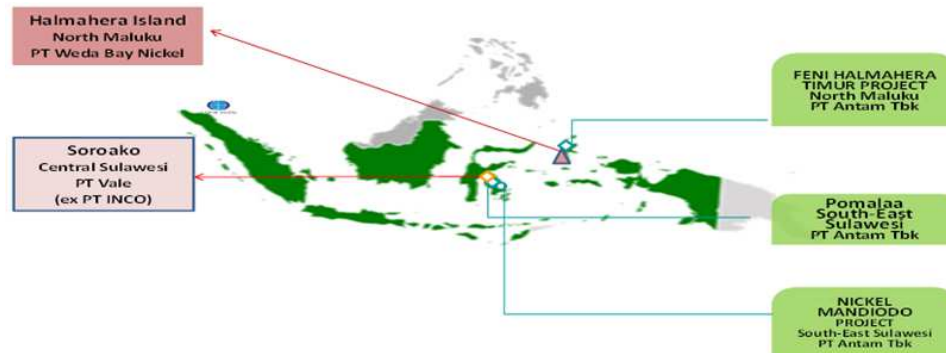 Halmahera Island
North Maluku
PT Weda Bay Nickel
Soroako
Central Sulawesi
PT Vale
(ex PT INCO)
FENI HALMAHERA
TIMUR PROJECT
North Maluku
PT Antam Tbk
Pomalaa
South-East
Sulawesi
PT Antam Tbk
NICKEL
MANDIODO
PROJECT
South-East Sulawesi
PT Antam Tbk